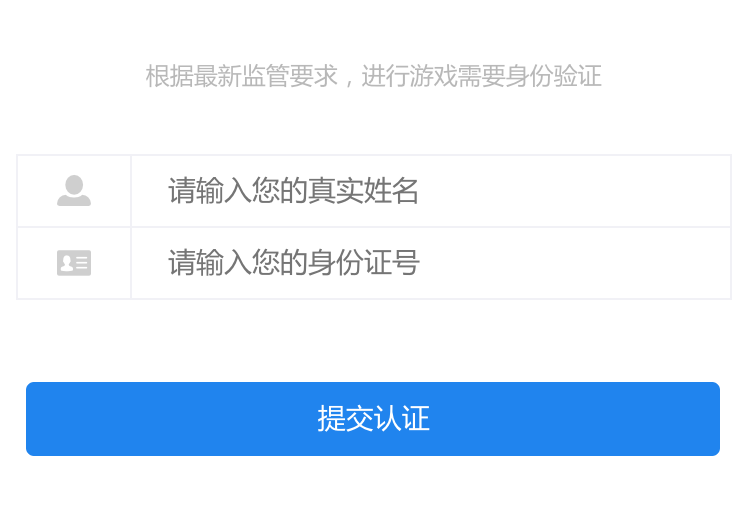 根据最新监管要求，进行游戏需要身份验证
请输入您的真实姓名
请输入您的身份证号
提交认证